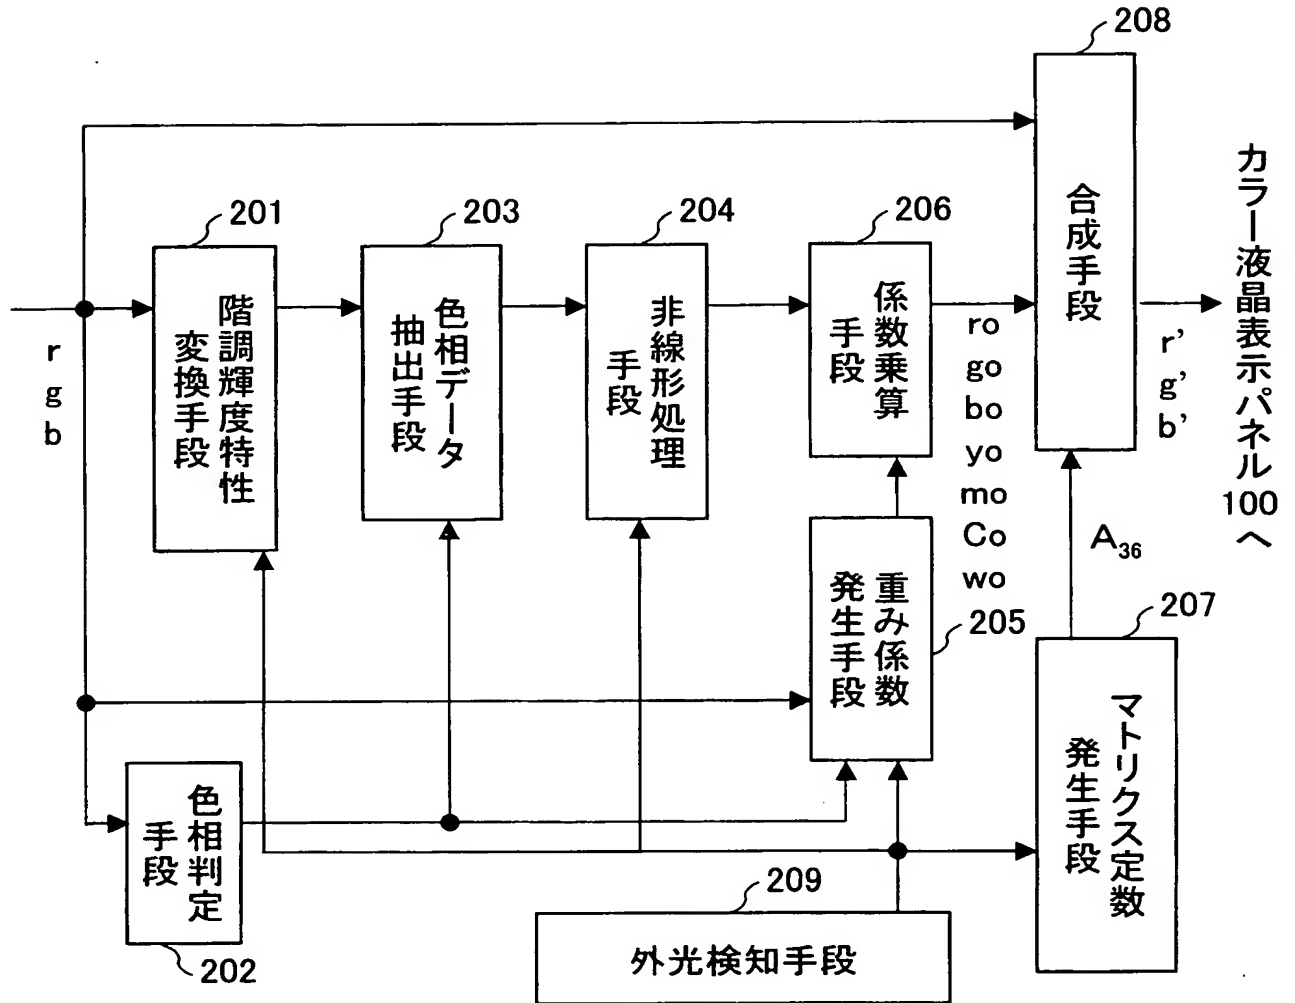 208
合成手段
カラー液晶表示パネル
100
へ
201
階調輝度特性
変換手段
203
色相データ
抽出手段
204
非線形処理
手段
206
係数乗算
手段
r
g
b
ro
go
bo
yo
mo
Co
wo
r'
g'
b'
A36
重み係数
発生手段
205
207
マトリクス定数
発生手段
色相判定
手段
202
209
外光検知手段